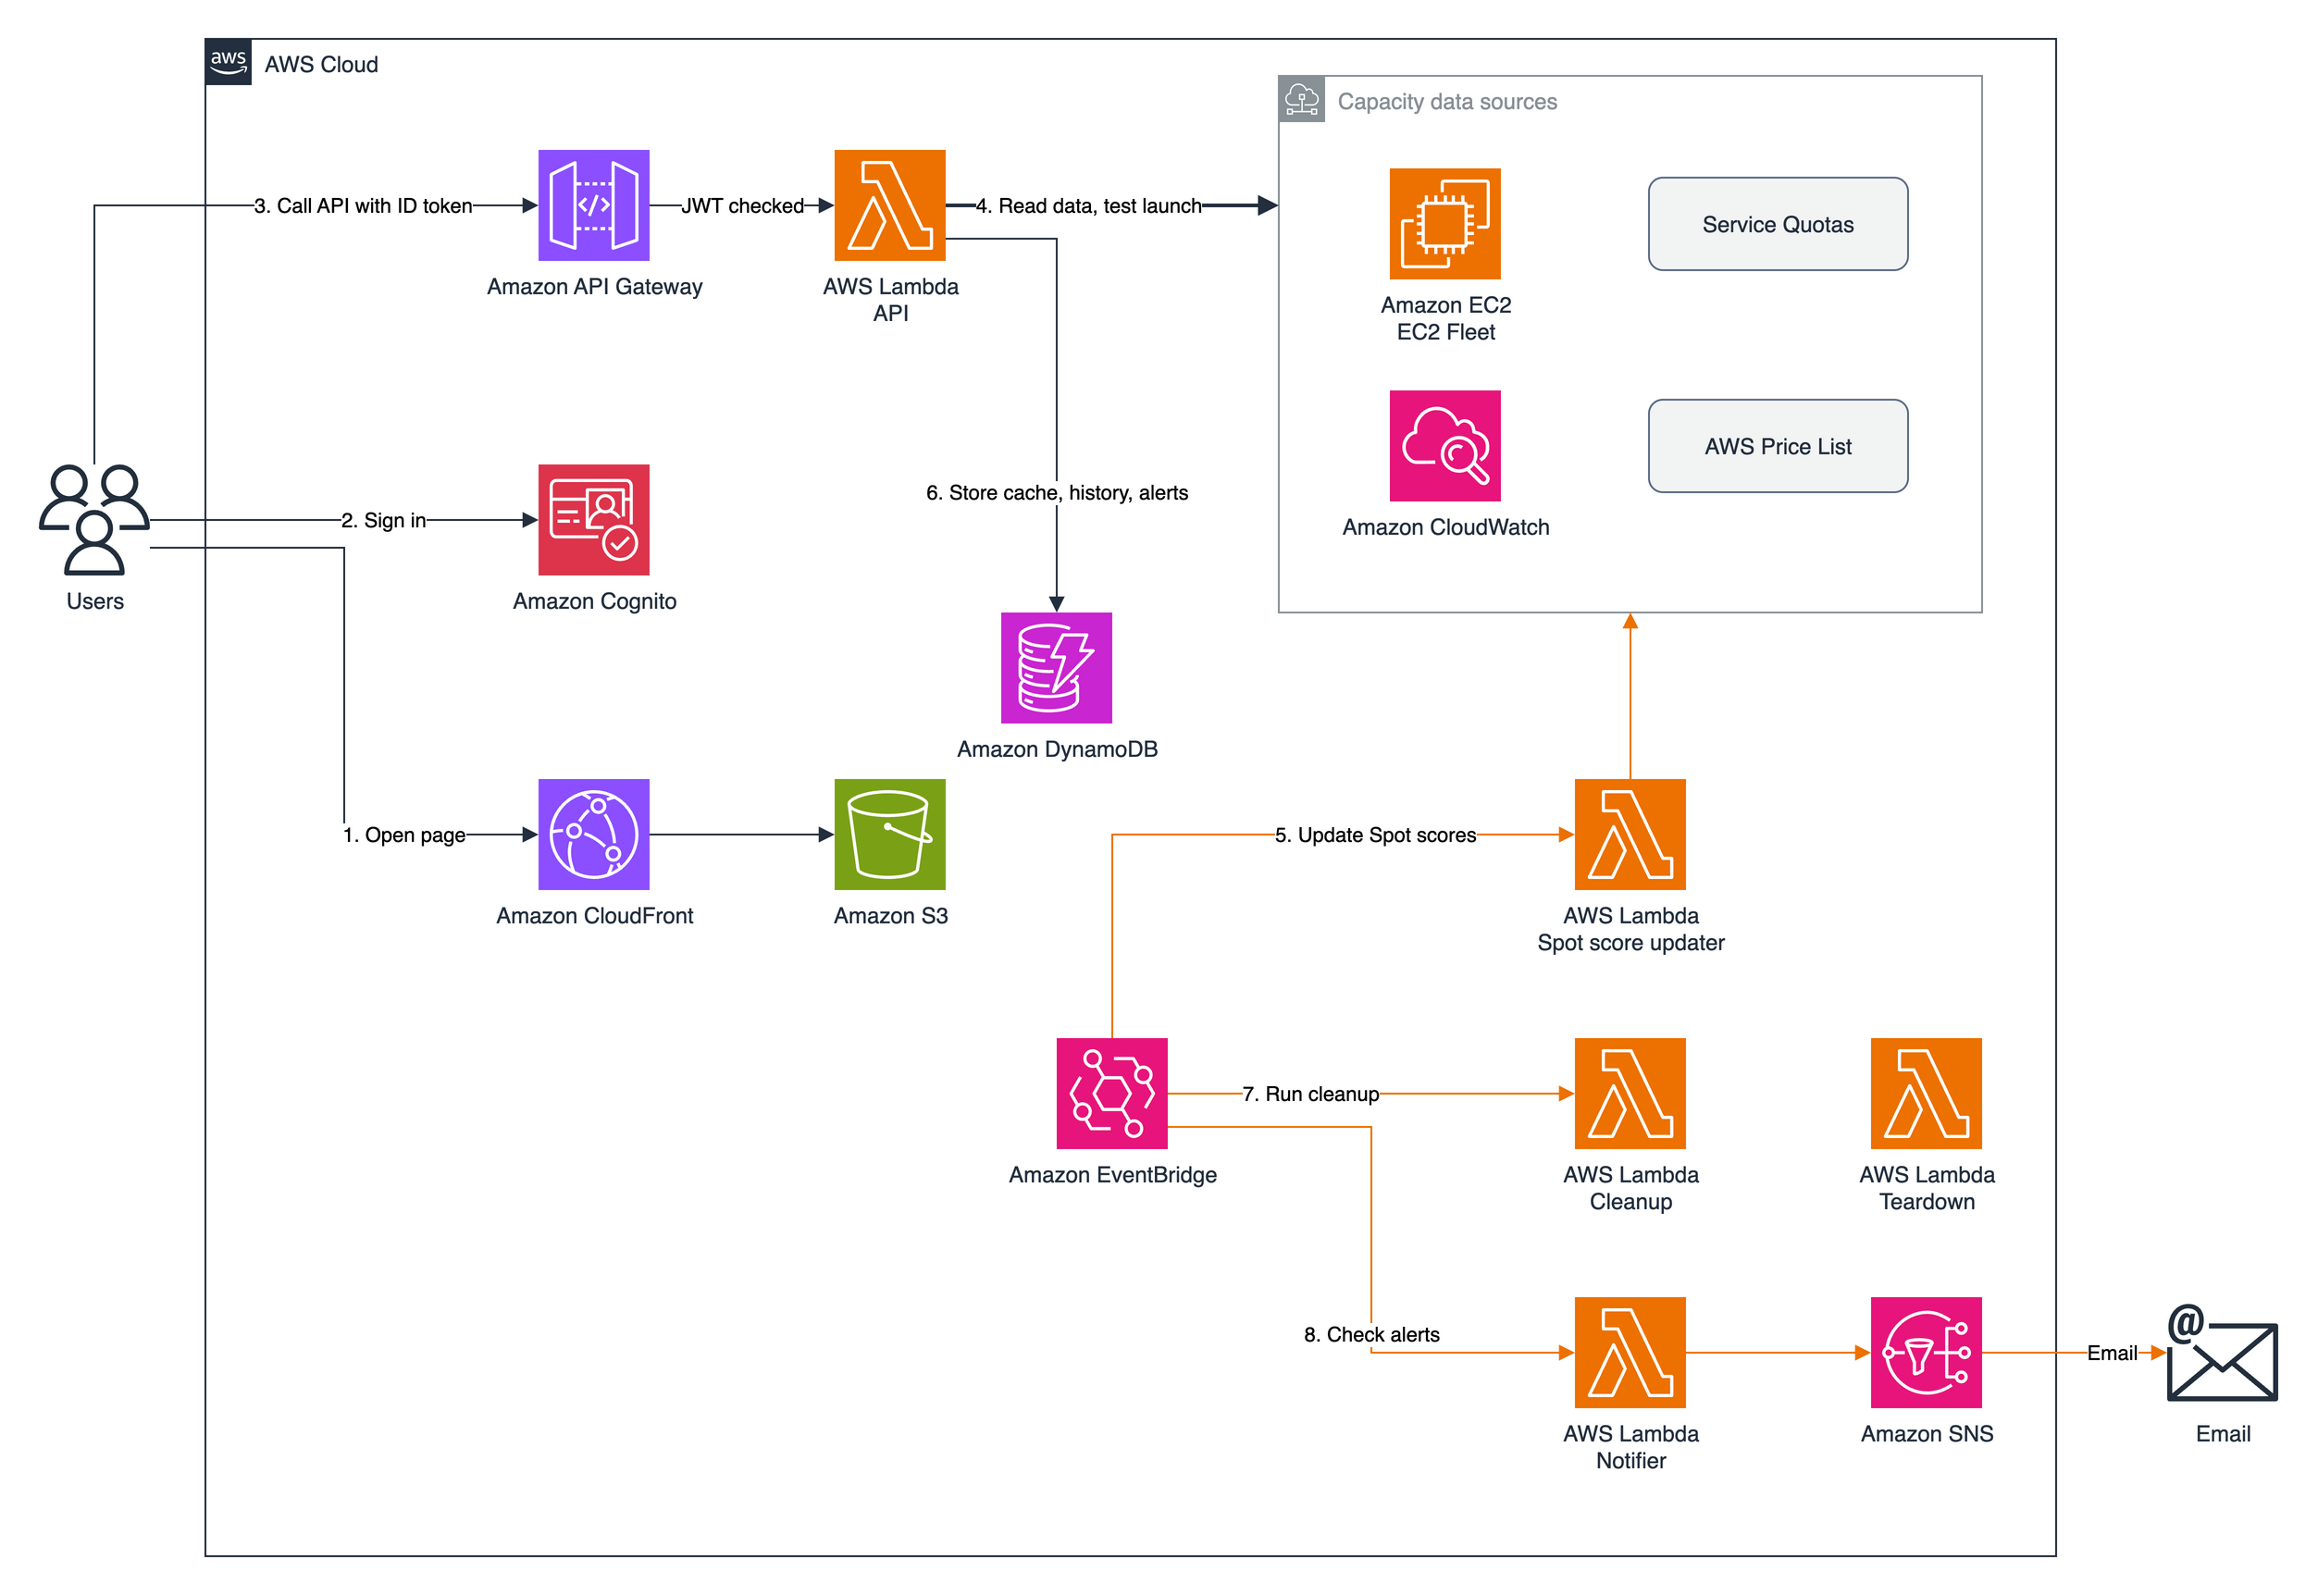 aws
AWS Cloud
Capacity data sources
3. Call API with ID token
JWT checked
4. Read data, test launch
Amazon API Gateway
AWS Lambda
API
Amazon EC2
EC2 Fleet
Service Quotas
Amazon CloudWatch
AWS Price List
2. Sign in
6. Store cache, history, alerts
Users
Amazon Cognito
Amazon DynamoDB
1. Open page
Amazon CloudFront
Amazon S3
5. Update Spot scores
AWS Lambda
Spot score updater
7. Run cleanup
Amazon EventBridge
AWS Lambda
Cleanup
AWS Lambda
Teardown
8. Check alerts
AWS Lambda
Notifier
Amazon SNS
Email
@
Email